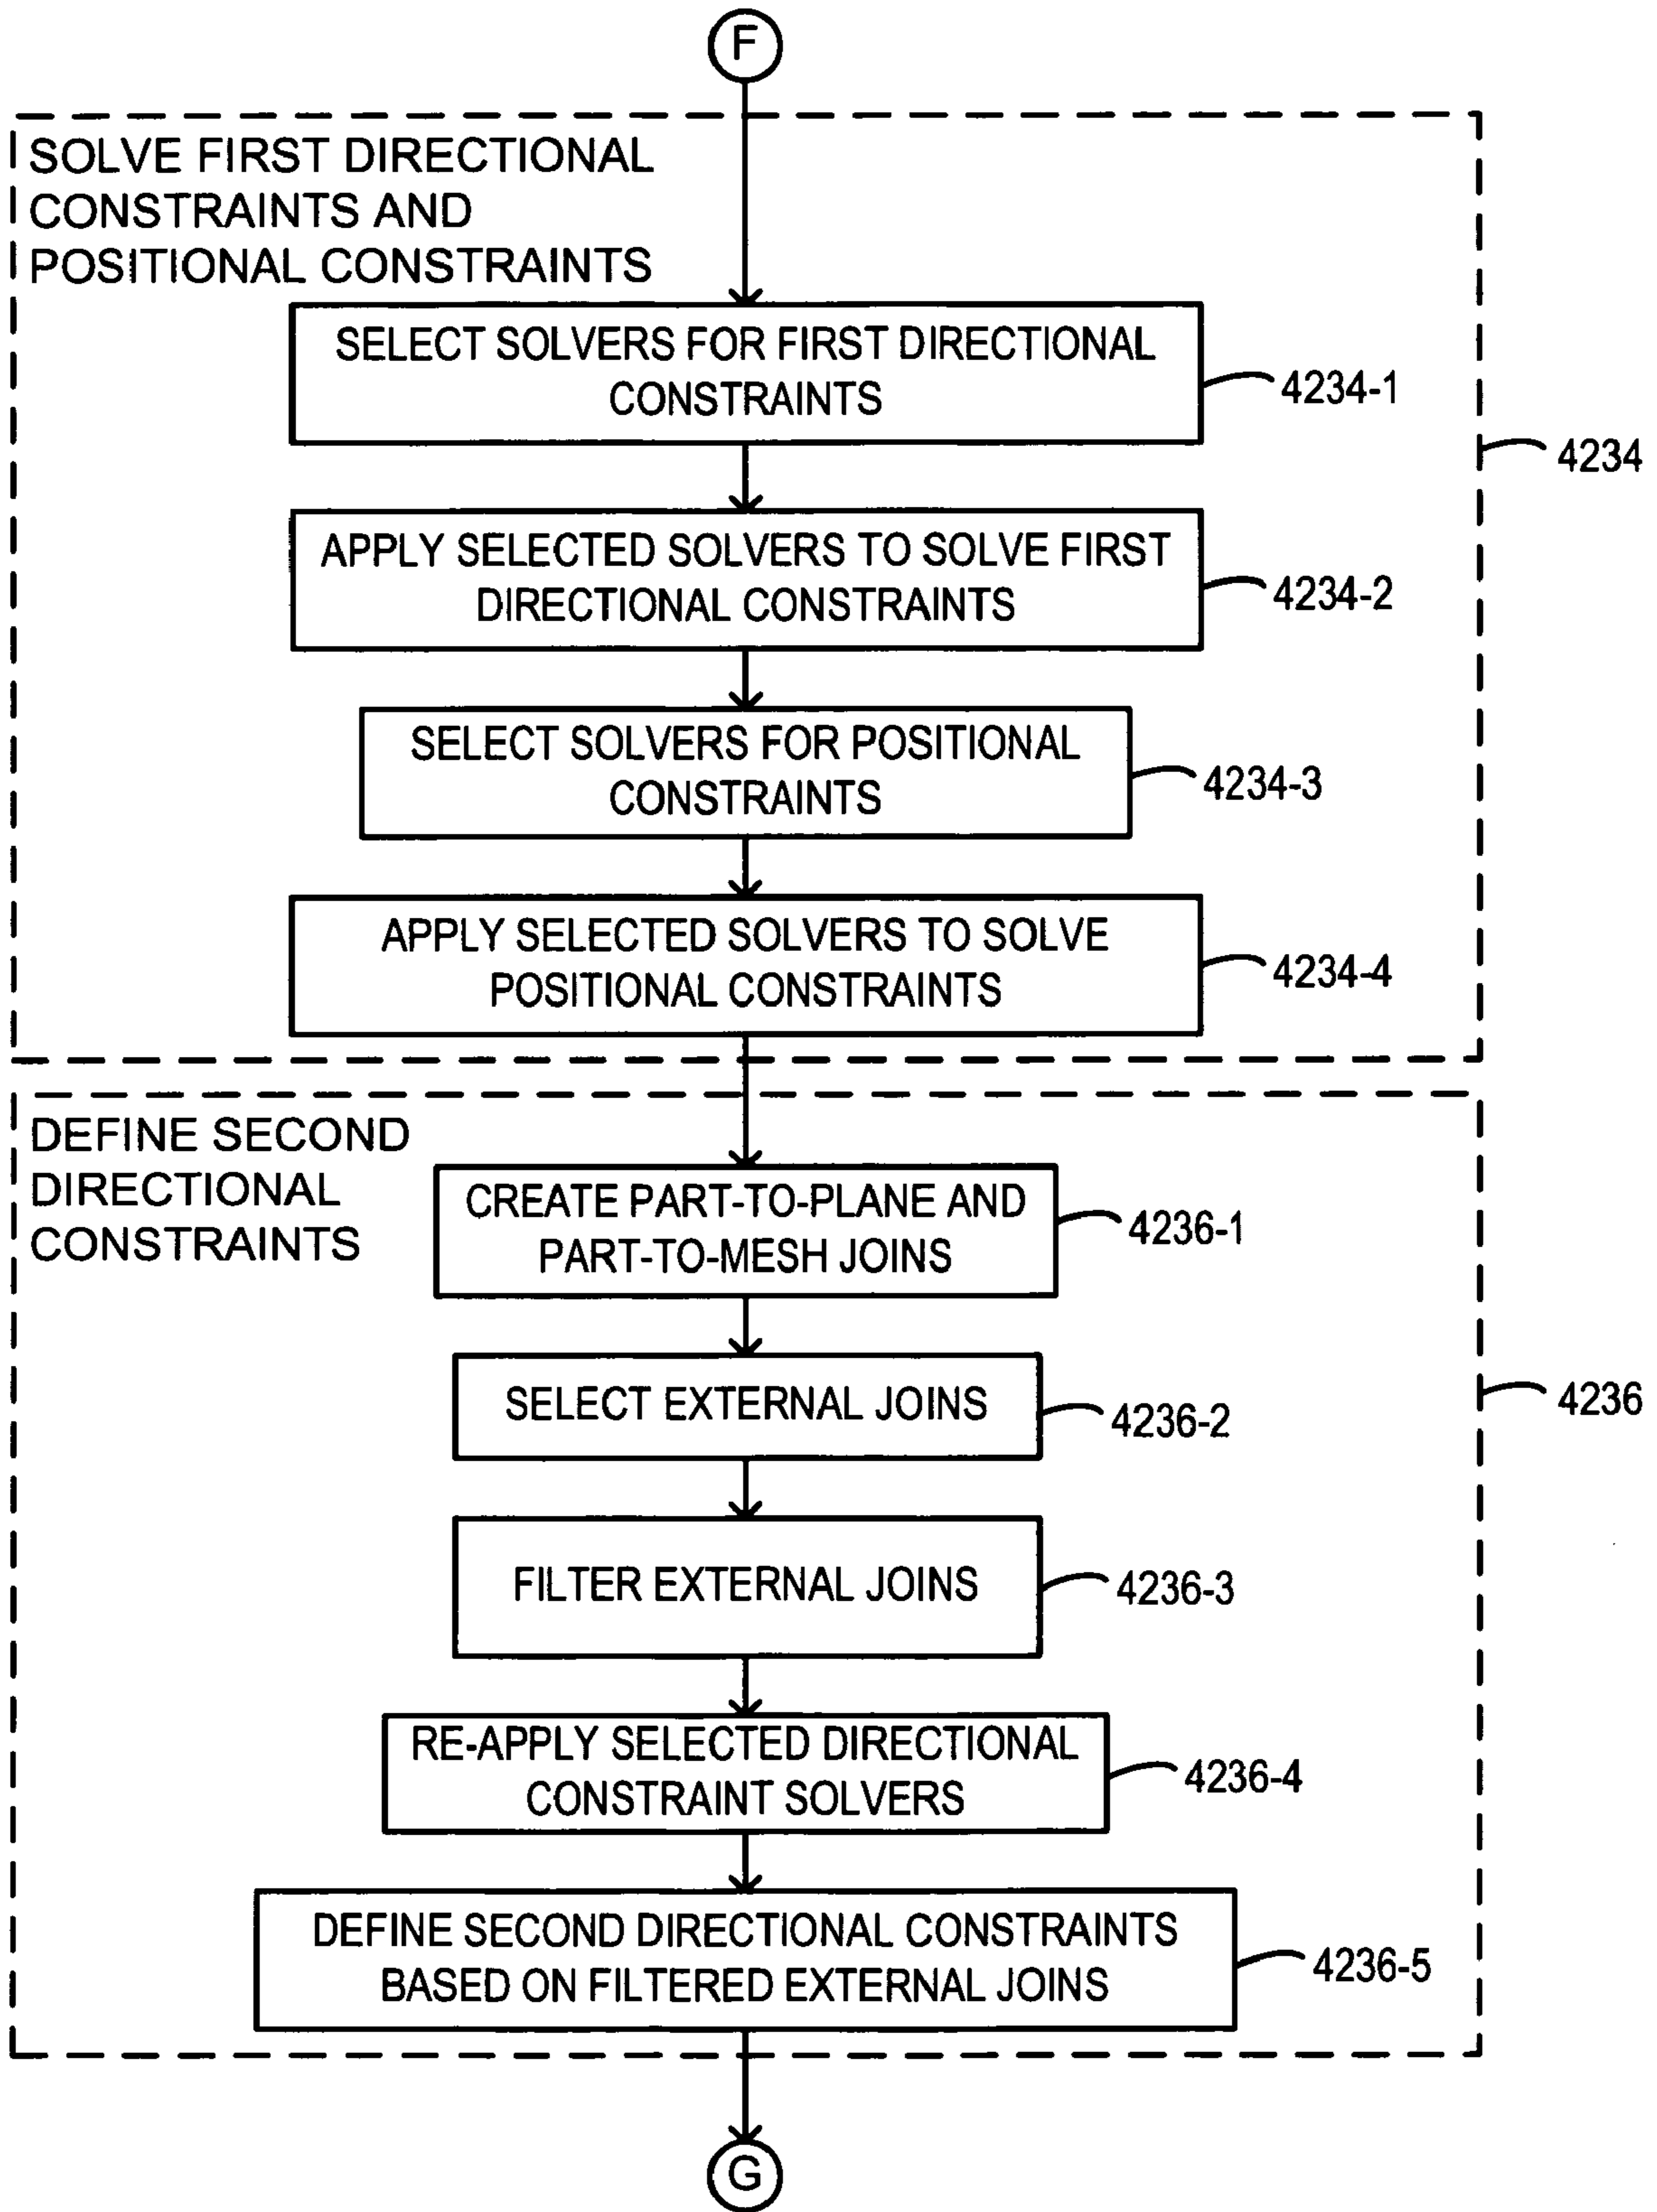 F
SOLVE FIRST DIRECTIONAL
CONSTRAINTS AND
POSITIONAL CONSTRAINTS
SELECT SOLVERS FOR FIRST DIRECTIONAL
CONSTRAINTS
4234-1
4234
APPLY SELECTED SOLVERS TO SOLVE FIRST
DIRECTIONAL CONSTRAINTS
4234-2
SELECT SOLVERS FOR POSITIONAL
CONSTRAINTS
4234-3
APPLY SELECTED SOLVERS TO SOLVE
POSITIONAL CONSTRAINTS
4234-4
DEFINE SECOND
DIRECTIONAL
CONSTRAINTS
CREATE PART-TO-PLANE AND
PART-TO-MESH JOINS
4236-1
SELECT EXTERNAL JOINS
4236-2
4236
FILTER EXTERNAL JOINS
4236-3
RE-APPLY SELECTED DIRECTIONAL
CONSTRAINT SOLVERS
4236-4
DEFINE SECOND DIRECTIONAL CONSTRAINTS
BASED ON FILTERED EXTERNAL JOINS
4236-5
G